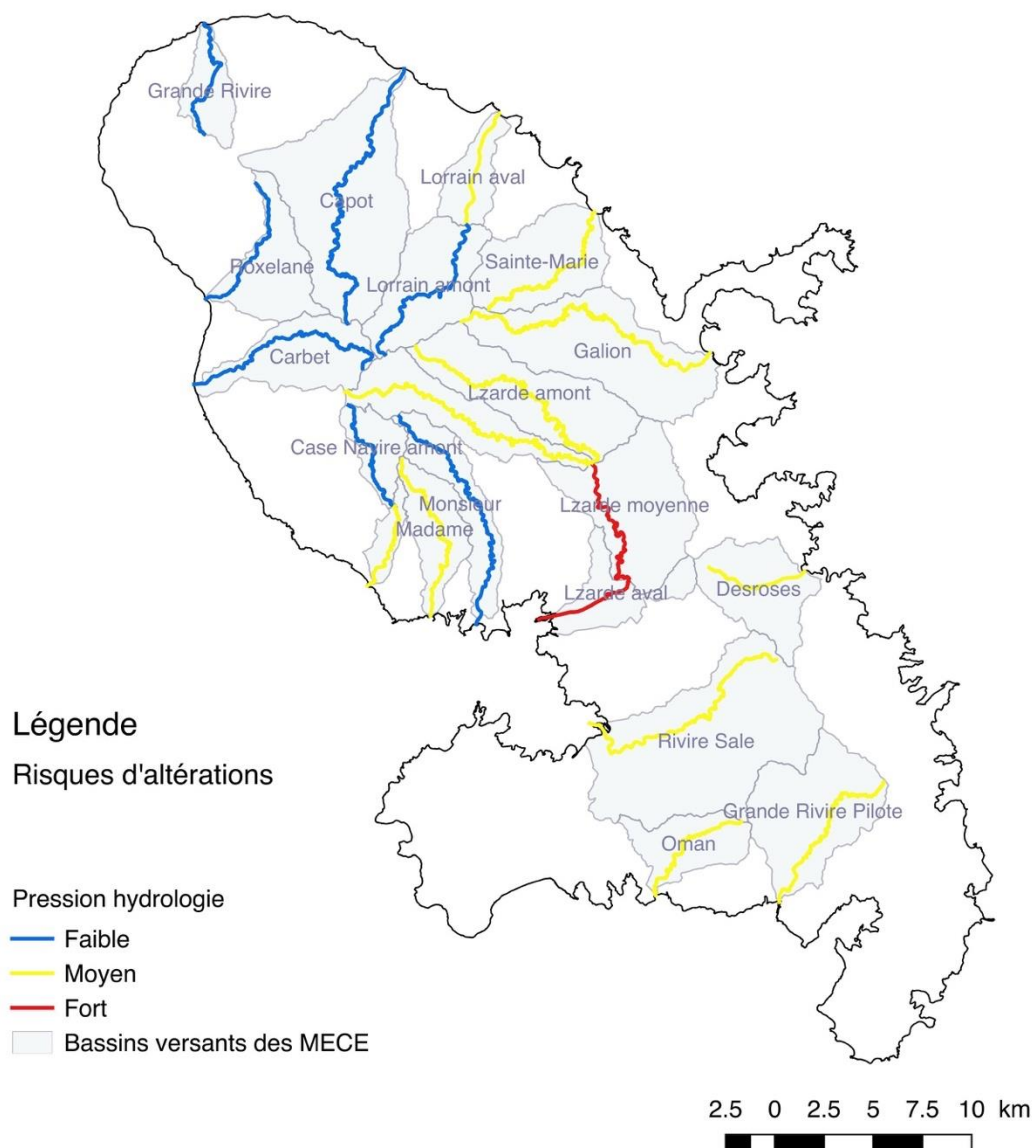 Grande Rivire
Lorrain aval
Capot
Sainte-Marie
Roxelane
Lorrain amont
Galion
Carbet
Lzarde amont
Case Navire amont
Monsieur
Lzarde moyenne
Madame
Desroses
Lzarde aval
Légende
Rivire Sale
Risques d'altérations
Grande Rivire Pilote
Oman
Pression hydrologie
Faible
Moyen
Fort
Bassins versants des MECE
2.5 0 2.5 5 7.5 10 km